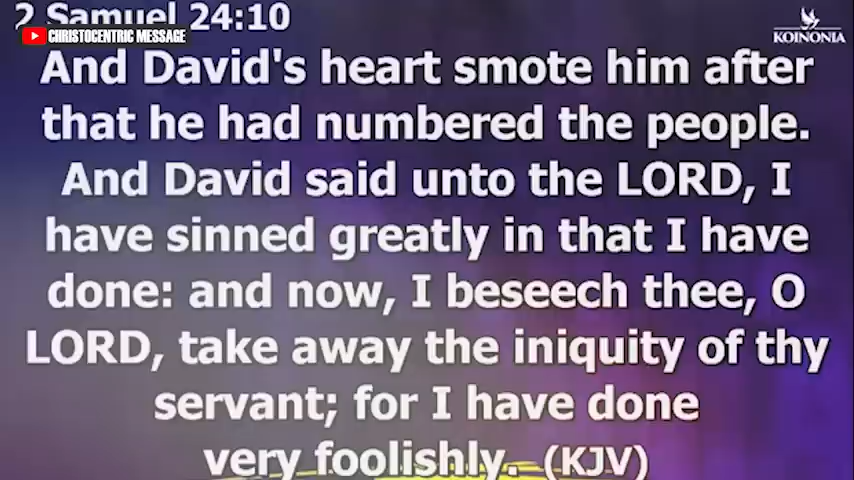 2 Samuel 24:10
CHRISTOCENTRIC MESSAGE
KOINONIA
And David's heart smote him after
that he had numbered the people.
And David said unto the LORD, I
have sinned greatly in that I have
done: and now, I beseech thee, O
LORD, take away the iniquity of thy
servant; for I have done
very foolishly. (KJV)